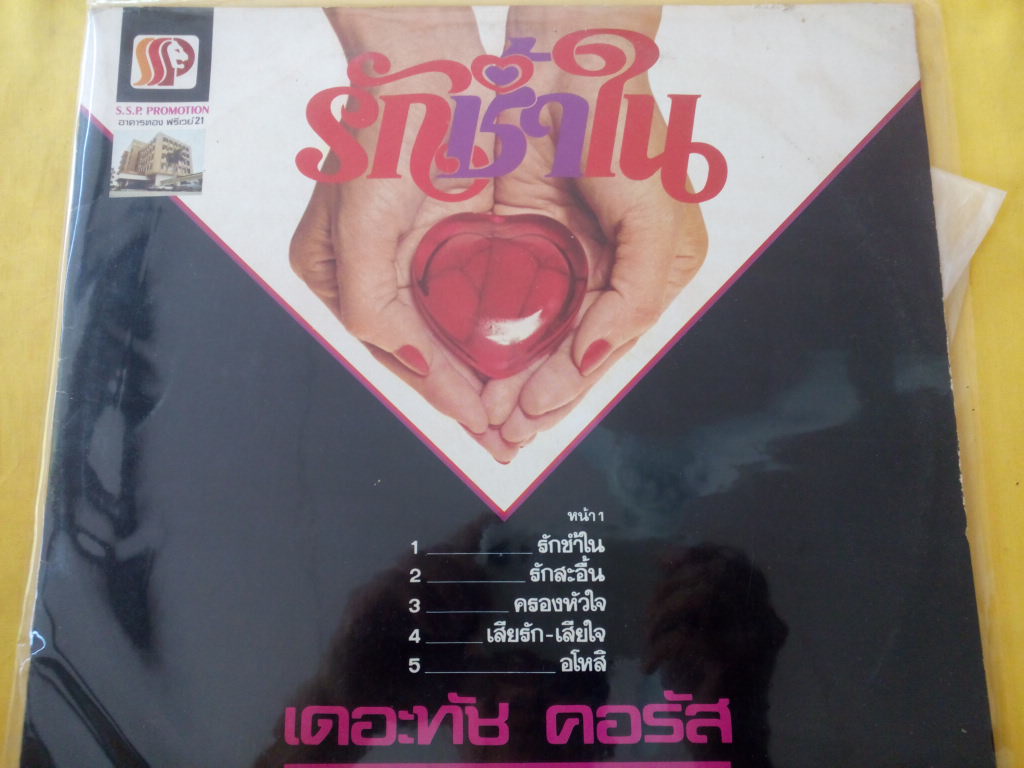 S.S.P. PROMOTION
อาคารทอง ฟรีเวย์ 21
รักช้ำใน
หน้า 1
1 รักช้ำใน
2 รักสะอื้น
3 ครองหัวใจ
4 เสียรัก-เสียใจ
5 อโหสิ
เดอะทัช คอรัส